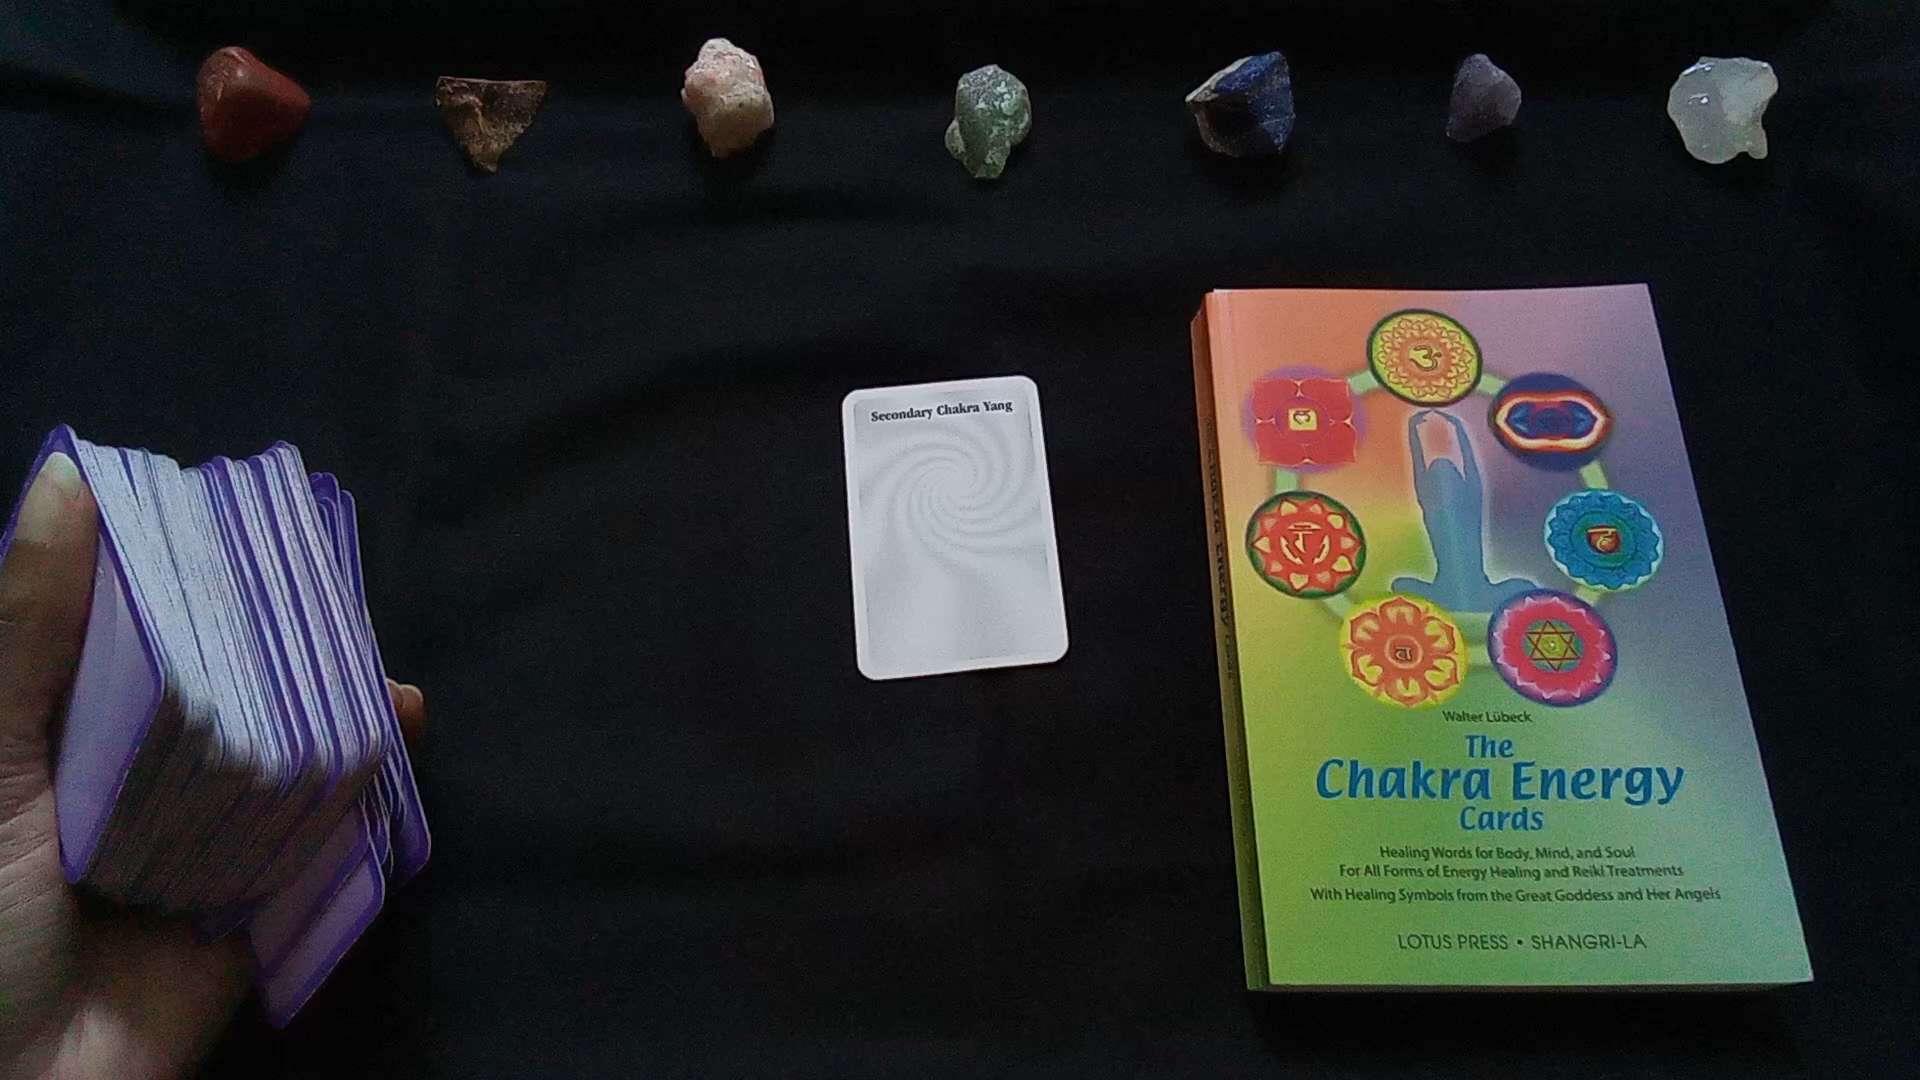 Secondary Chakra Yang
Walter Lübeck
The
Chakra Energy
Cards
Healing Words for Body, Mind, and Soul
For All Forms of Energy Healing and Reiki Treatments
With Healing Symbols from the Great Goddess and Her Angels
LOTUS PRESS • SHANGRI-LA